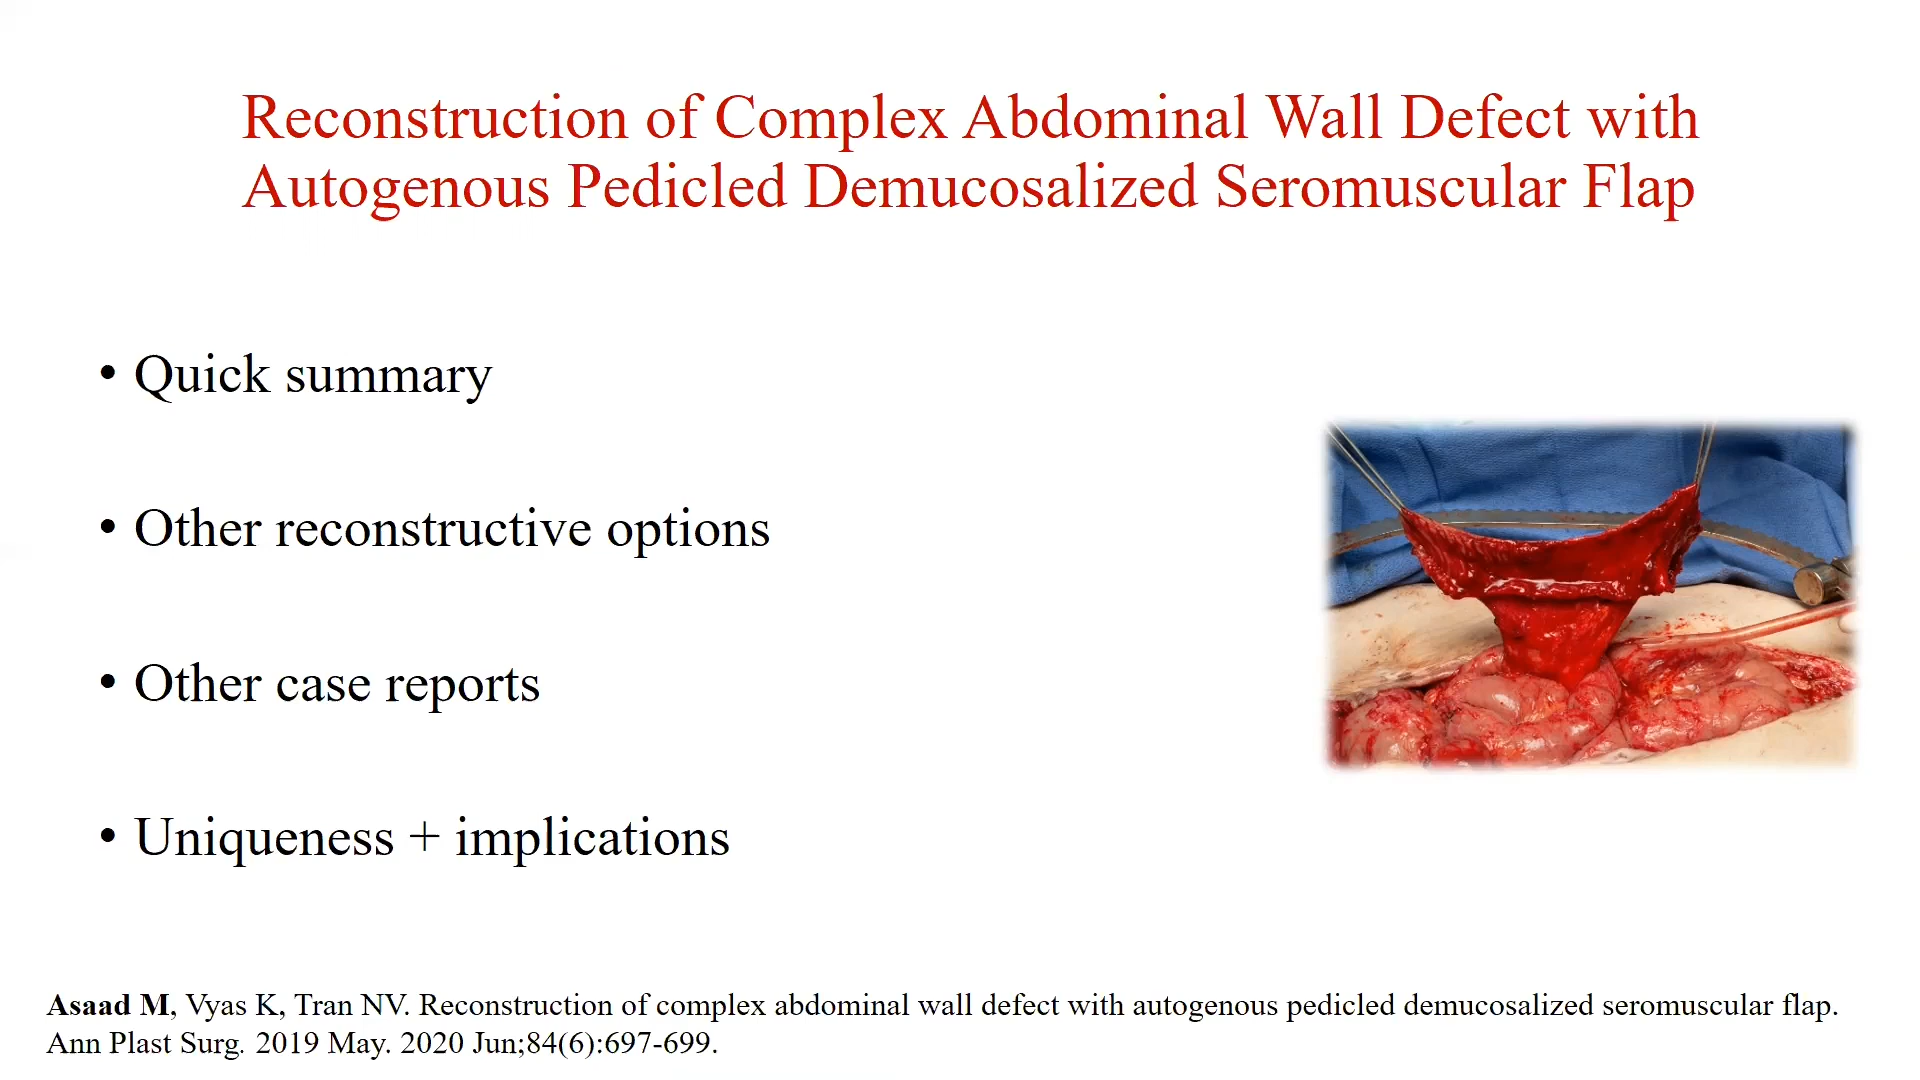 Reconstruction of Complex Abdominal Wall Defect with
Autogenous Pedicled Demucosalized Seromuscular Flap
• Quick summary
• Other reconstructive options
• Other case reports
• Uniqueness + implications
Asaad M, Vyas K, Tran NV. Reconstruction of complex abdominal wall defect with autogenous pedicled demucosalized seromuscular flap.
Ann Plast Surg. 2019 May. 2020 Jun;84(6):697-699.